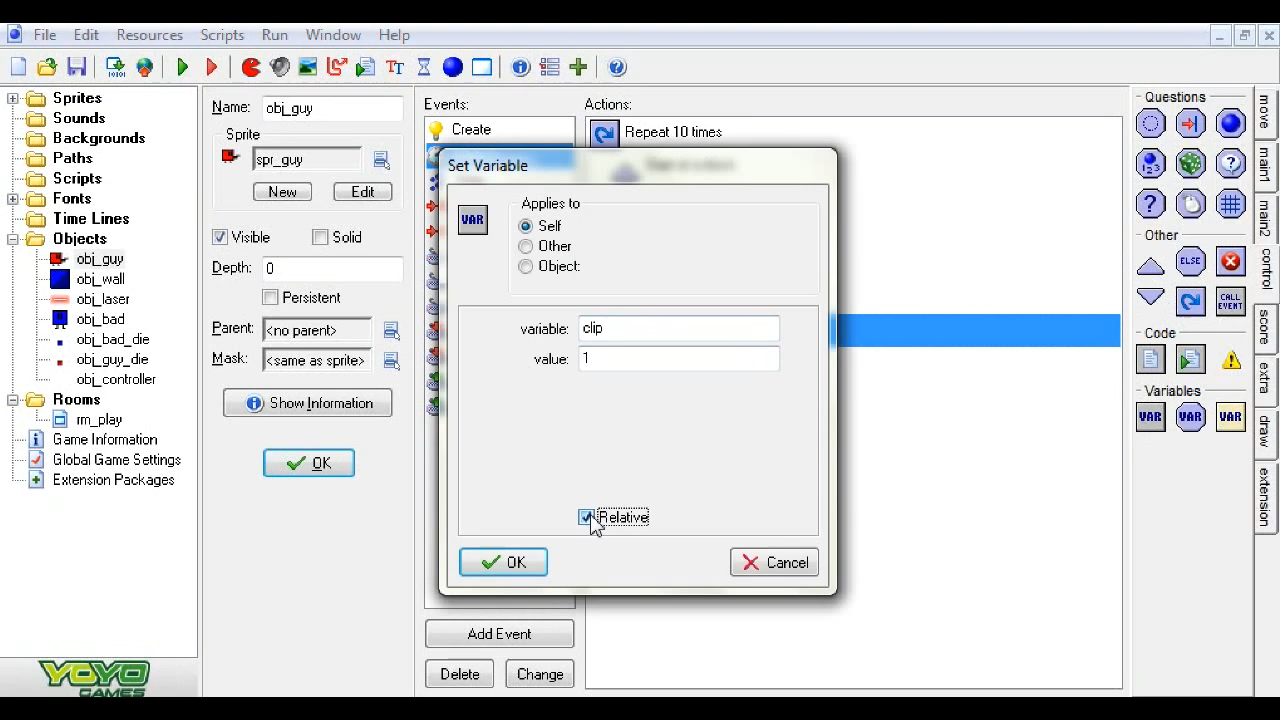 File Edit Resources Scripts Run Window Help
Sprites
Sounds
Backgrounds
Paths
Scripts
Fonts
Time Lines
Objects
obj_guy
obj_wall
obj_laser
obj_bad
obj_bad_die
obj_guy_die
obj_controller
Rooms
rm_play
Game Information
Global Game Settings
Extension Packages
YOYO
GAMES
Name: obj_guy
Sprite
spr_guy
New Edit
Visible Solid
Depth: 0
Persistent
Parent: <no parent>
Mask: <same as sprite>
Show Information
OK
Events:
Create
Add Event
Delete Change
Actions:
Repeat 10 times
Set Variable
VAR
Applies to
Self
Other
Object:
variable: clip
value: 1
Relative
OK Cancel
Questions
Other
ELSE
CALL EVENT
Code
Variables
VAR VAR VAR
move
main1
main2
control
score
extra
draw
extension